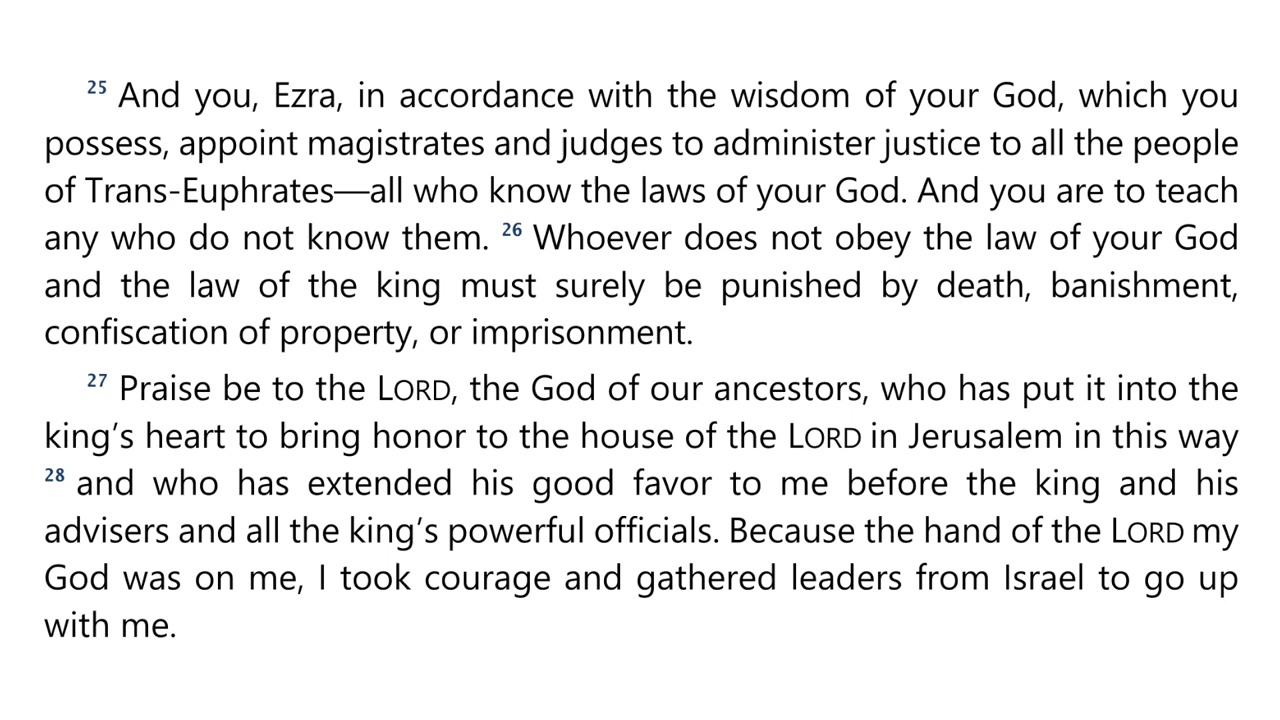 25 And you, Ezra, in accordance with the wisdom of your God, which you
possess, appoint magistrates and judges to administer justice to all the people
of Trans-Euphrates—all who know the laws of your God. And you are to teach
any who do not know them. 26 Whoever does not obey the law of your God
and the law of the king must surely be punished by death, banishment,
confiscation of property, or imprisonment.
27 Praise be to the LORD, the God of our ancestors, who has put it into the
king’s heart to bring honor to the house of the LORD in Jerusalem in this way
28 and who has extended his good favor to me before the king and his
advisers and all the king’s powerful officials. Because the hand of the LORD my
God was on me, I took courage and gathered leaders from Israel to go up
with me.